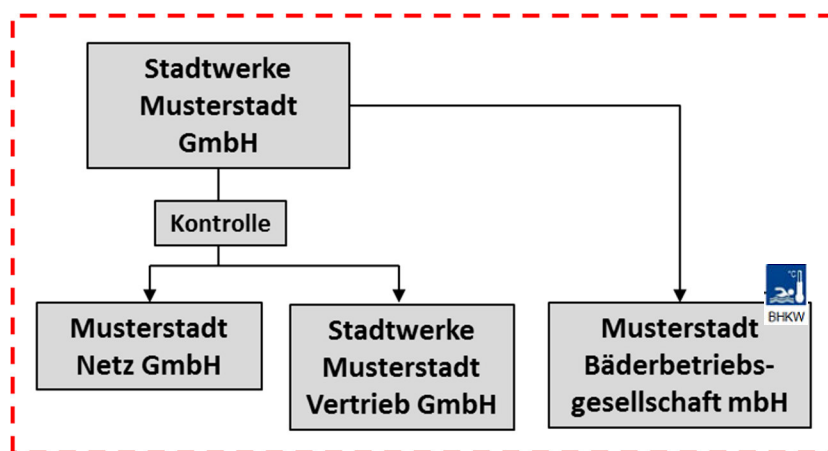 Stadtwerke
Musterstadt
GmbH
Kontrolle
°C
BHKW
Musterstadt
Netz GmbH
Stadtwerke
Musterstadt
Vertrieb GmbH
Musterstadt
Bäderbetriebs-
gesellschaft mbH